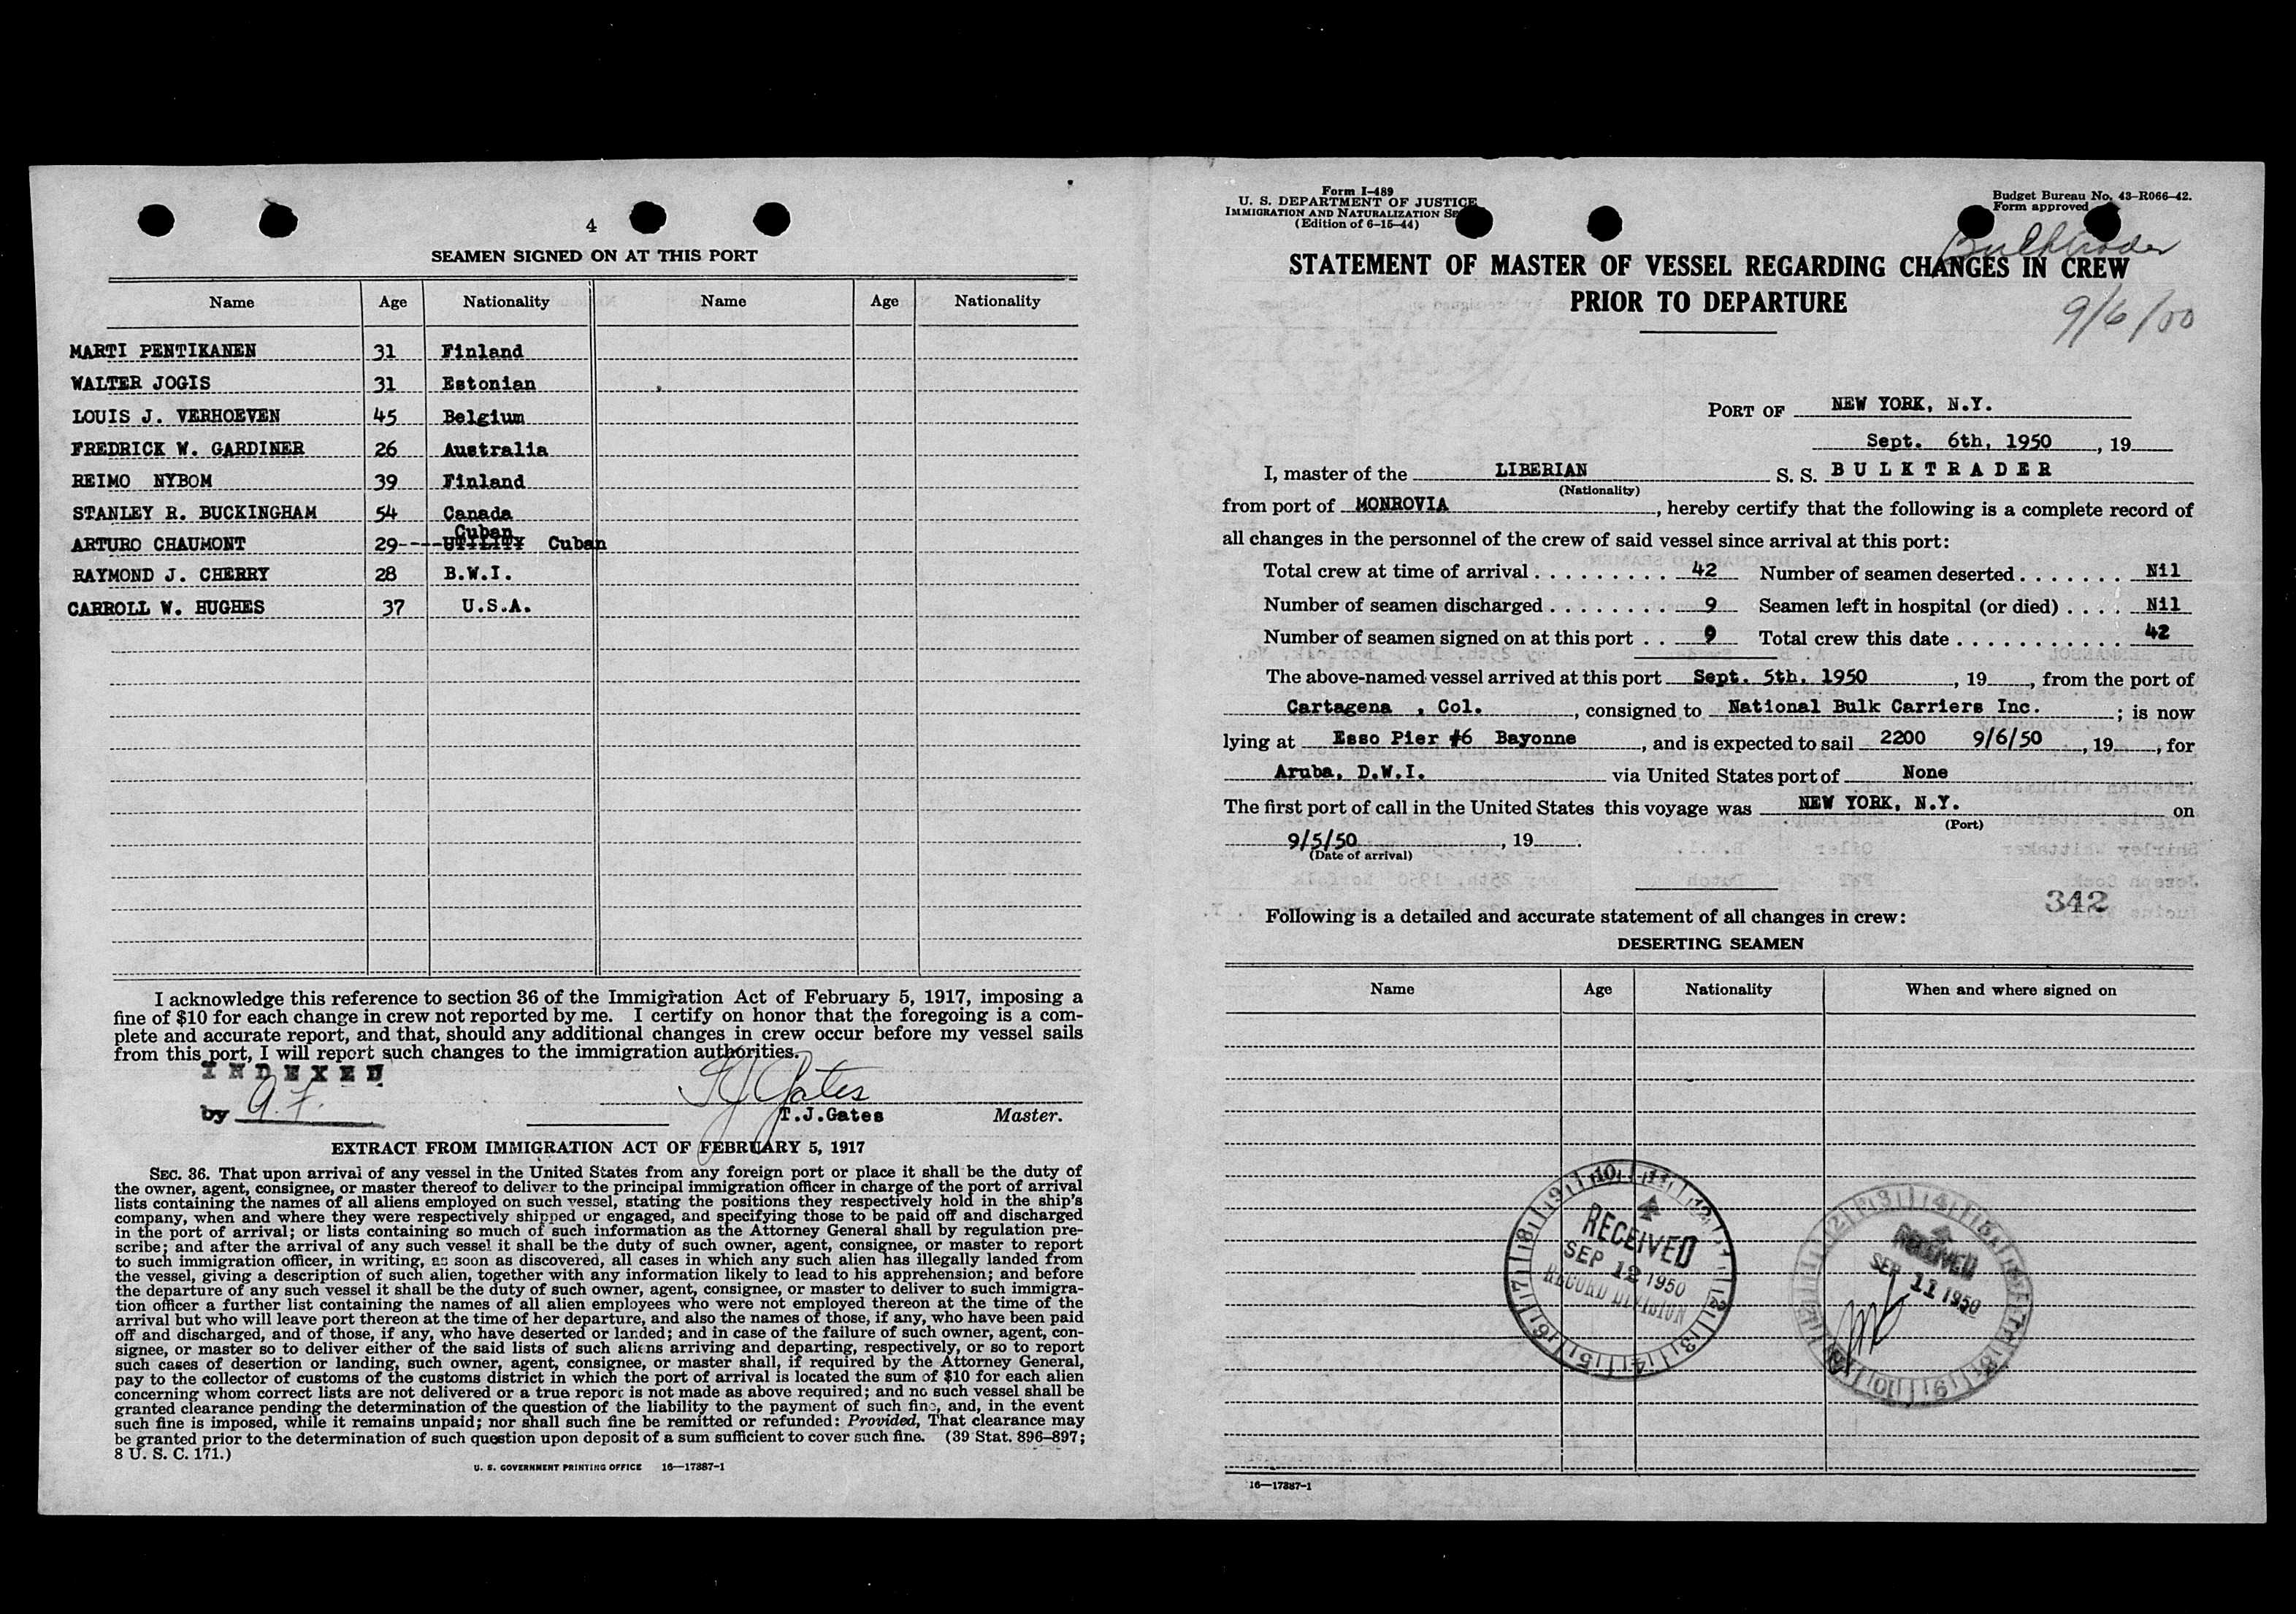 4
SEAMEN SIGNED ON AT THIS PORT
Name Age Nationality Name Age Nationality
MARTI PENTIKANEN 31 Finland
WALTER JOGIS 31 Estonian
LOUIS J. VERHOEVEN 45 Belgium
FREDRICK W. GARDINER 26 Australia
REIMO NYBOM 39 Finland
STANLEY R. BUCKINGHAM 54 Canada
Cuban
ARTURO CHAUMONT 29 UTILITY Cuban
RAYMOND J. CHERRY 28 B.W.I.
CARROLL W. HUGHES 37 U.S.A.
I acknowledge this reference to section 36 of the Immigration Act of February 5, 1917, imposing a
fine of $10 for each change in crew not reported by me. I certify on honor that the foregoing is a com-
plete and accurate report, and that, should any additional changes in crew occur before my vessel sails
from this port, I will report such changes to the immigration authorities.
INDEXED
by A.F.
T J Gates
T.J.Gates Master.
EXTRACT FROM IMMIGRATION ACT OF FEBRUARY 5, 1917
SEC. 36. That upon arrival of any vessel in the United States from any foreign port or place it shall be the duty of
the owner, agent, consignee, or master thereof to deliver to the principal immigration officer in charge of the port of arrival
lists containing the names of all aliens employed on such vessel, stating the positions they respectively hold in the ship's
company, when and where they were respectively shipped or engaged, and specifying those to be paid off and discharged
in the port of arrival; or lists containing so much of such information as the Attorney General shall by regulation pre-
scribe; and after the arrival of any such vessel it shall be the duty of such owner, agent, consignee, or master to report
to such immigration officer, in writing, as soon as discovered, all cases in which any such alien has illegally landed from
the vessel, giving a description of such alien, together with any information likely to lead to his apprehension; and before
the departure of any such vessel it shall be the duty of such owner, agent, consignee, or master to deliver to such immigra-
tion officer a further list containing the names of all alien employees who were not employed thereon at the time of the
arrival but who will leave port thereon at the time of her departure, and also the names of those, if any, who have been paid
off and discharged, and of those, if any, who have deserted or landed; and in case of the failure of such owner, agent, con-
signee, or master so to deliver either of the said lists of such aliens arriving and departing, respectively, or so to report
such cases of desertion or landing, such owner, agent, consignee, or master shall, if required by the Attorney General,
pay to the collector of customs of the customs district in which the port of arrival is located the sum of $10 for each alien
concerning whom correct lists are not delivered or a true report is not made as above required; and no such vessel shall be
granted clearance pending the determination of the question of the liability to the payment of such fine, and, in the event
such fine is imposed, while it remains unpaid; nor shall such fine be remitted or refunded: Provided, That clearance may
be granted prior to the determination of such question upon deposit of a sum sufficient to cover such fine. (39 Stat. 896–897;
8 U. S. C. 171.)
U. S. GOVERNMENT PRINTING OFFICE 16—17387-1
Form I-489
U. S. DEPARTMENT OF JUSTICE
IMMIGRATION AND NATURALIZATION SE
(Edition of 6-15-44)
Budget Bureau No. 43-R066-42.
Form approved
Bulktrader
STATEMENT OF MASTER OF VESSEL REGARDING CHANGES IN CREW
PRIOR TO DEPARTURE
9/6/50
PORT OF NEW YORK, N.Y.
Sept. 6th, 1950, 19
I, master of the LIBERIAN S. S. BULKTRADER
(Nationality)
from port of MONROVIA, hereby certify that the following is a complete record of
all changes in the personnel of the crew of said vessel since arrival at this port:
Total crew at time of arrival . . . . . . . . . 42 Number of seamen deserted . . . . . . . Nil
Number of seamen discharged . . . . . . . . 9 Seamen left in hospital (or died) . . . . Nil
Number of seamen signed on at this port . . 9 Total crew this date . . . . . . . . . . . . 42
The above-named vessel arrived at this port Sept. 5th, 1950, 19, from the port of
Cartagena , Col., consigned to National Bulk Carriers Inc.; is now
lying at Esso Pier #6 Bayonne, and is expected to sail 2200 9/6/50, 19, for
Aruba, D.W.I. via United States port of None
The first port of call in the United States this voyage was NEW YORK, N.Y. on
(Port)
9/5/50, 19.
(Date of arrival)
342
Following is a detailed and accurate statement of all changes in crew:
DESERTING SEAMEN
Name Age Nationality When and where signed on
RECEIVED
SEP 12 1950
RECORD DIVISION
RECEIVED
SEP 11 1950
16—17387-1